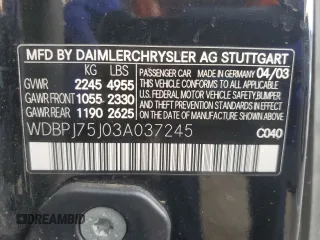 MFD BY DAIMLERCHRYSLER AG STUTTGART
KG LBS MADE IN GERMANY 04/03
GVWR 2245 4955
GAWR FRONT 1055 2330
GAWR REAR 1190 2625
THIS VEHICLE CONFORMS TO ALL APPLICABLE U.S. FEDERAL MOTOR VEHICLE SAFETY, BUMPER, AND THEFT PREVENTION STANDARDS IN EFFECT ON THE DATE OF MANUFACTURE SHOWN ABOVE
WDBPJ75J03A037245
C040
DREAMBID